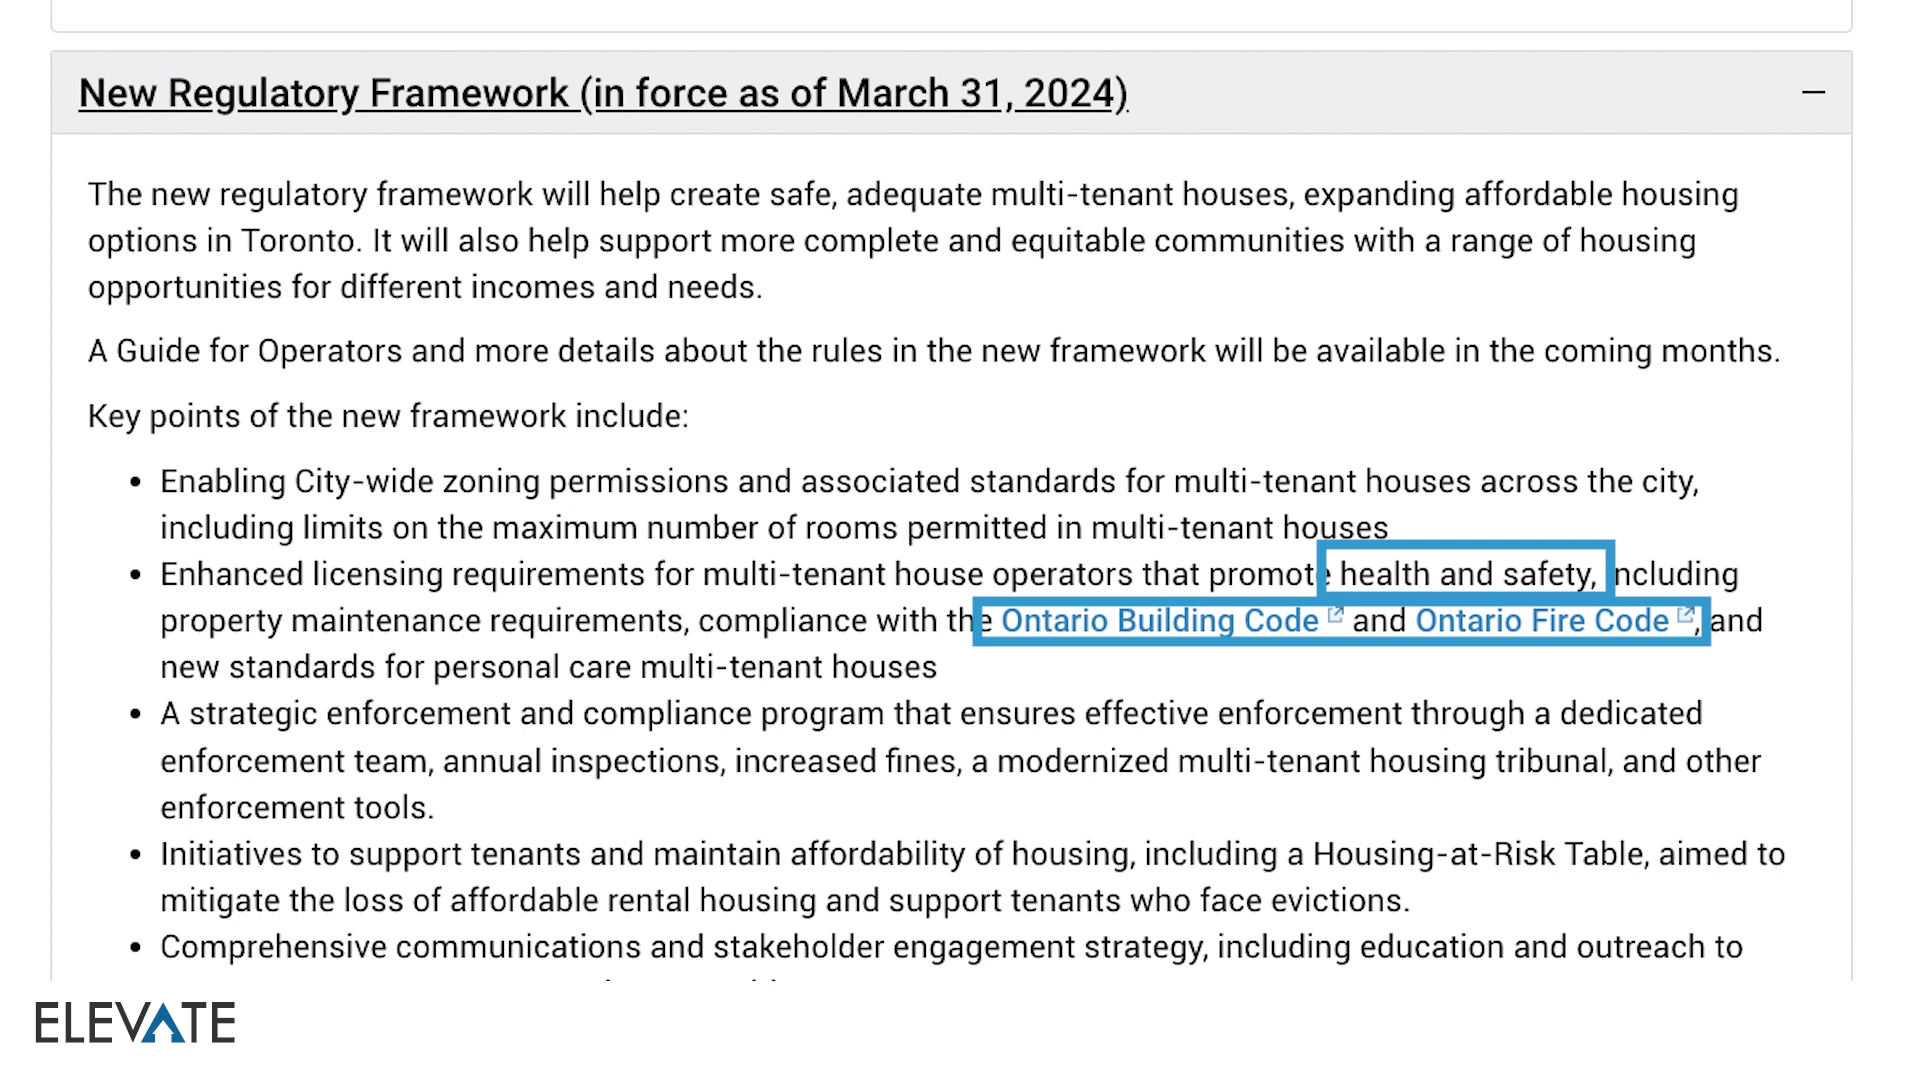 New Regulatory Framework (in force as of March 31, 2024)
The new regulatory framework will help create safe, adequate multi-tenant houses, expanding affordable housing
options in Toronto. It will also help support more complete and equitable communities with a range of housing
opportunities for different incomes and needs.
A Guide for Operators and more details about the rules in the new framework will be available in the coming months.
Key points of the new framework include:
• Enabling City-wide zoning permissions and associated standards for multi-tenant houses across the city,
including limits on the maximum number of rooms permitted in multi-tenant houses
• Enhanced licensing requirements for multi-tenant house operators that promote health and safety, including
property maintenance requirements, compliance with the Ontario Building Code and Ontario Fire Code, and
new standards for personal care multi-tenant houses
• A strategic enforcement and compliance program that ensures effective enforcement through a dedicated
enforcement team, annual inspections, increased fines, a modernized multi-tenant housing tribunal, and other
enforcement tools.
• Initiatives to support tenants and maintain affordability of housing, including a Housing-at-Risk Table, aimed to
mitigate the loss of affordable rental housing and support tenants who face evictions.
• Comprehensive communications and stakeholder engagement strategy, including education and outreach to
ELEVATE